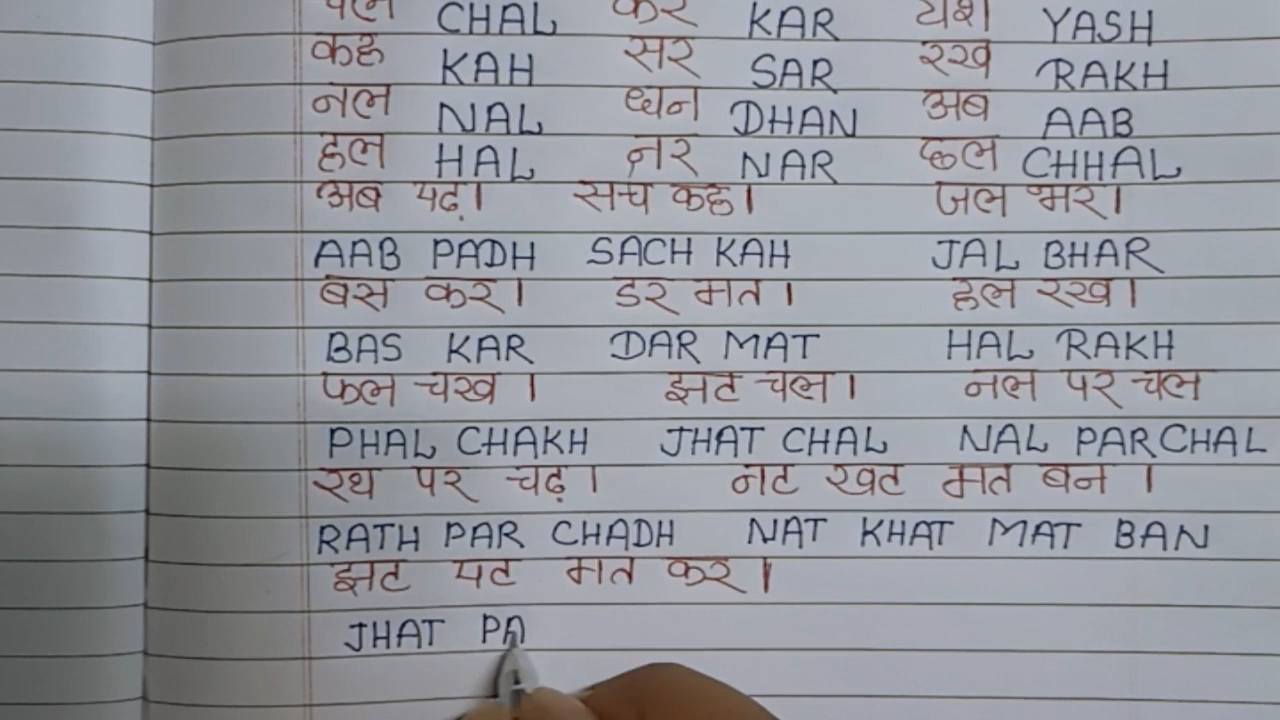 चल CHAL कर KAR यश YASH
कह KAH सर SAR रख RAKH
नल NAL धन DHAN अब AAB
हल HAL नर NAR छल CHHAL
अब पढ़। सच कह। जल भर।
AAB PADH SACH KAH JAL BHAR
बस कर। डर मत। हल रख।
BAS KAR DAR MAT HAL RAKH
फल चख। झट चल। नल पर चल
PHAL CHAKH JHAT CHAL NAL PAR CHAL
रथ पर चढ़। नट खट मत बन।
RATH PAR CHADH NAT KHAT MAT BAN
झट पट मत कर।
JHAT PA